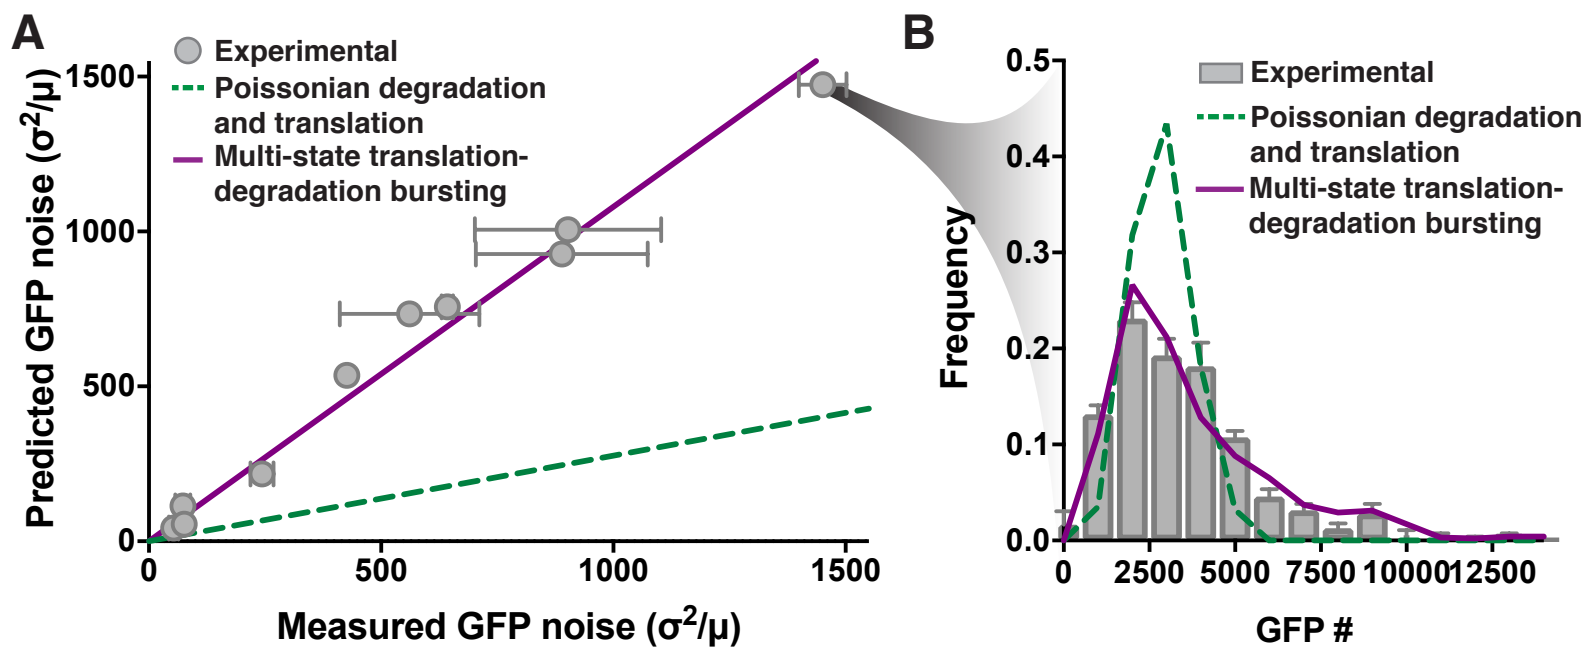 A
Experimental
Poissonian degradation
and translation
Multi-state translation-
degradation bursting
Predicted GFP noise (σ²/μ)
1500
1000
500
0
0 500 1000 1500
Measured GFP noise (σ²/μ)
B
Experimental
Poissonian degradation
and translation
Multi-state translation-
degradation bursting
Frequency
0.5
0.4
0.3
0.2
0.1
0.0
0 2500 5000 7500 10000 12500
GFP #